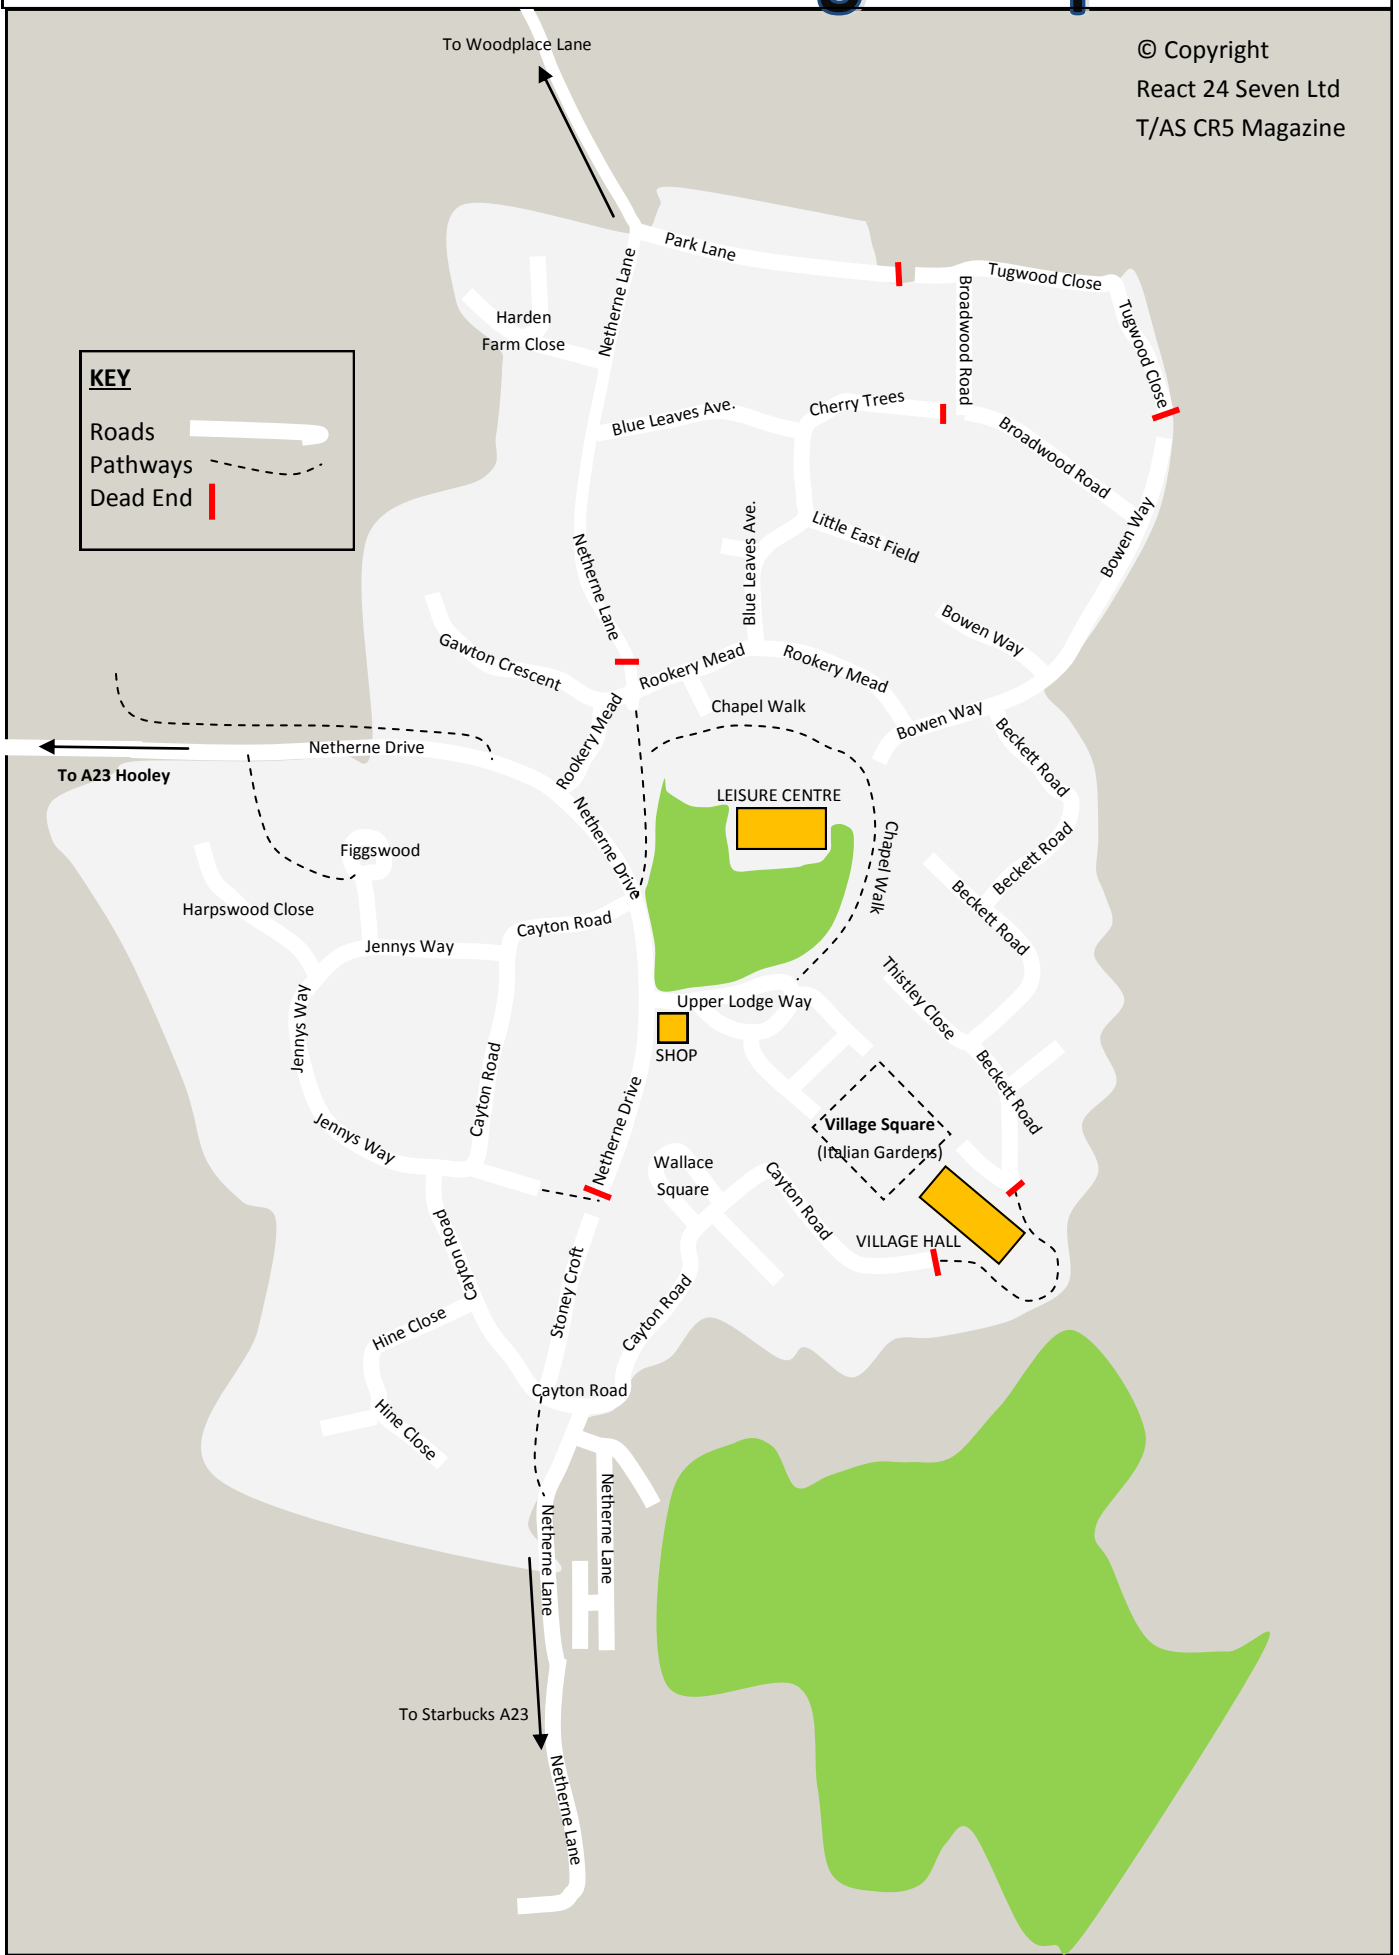 To Woodplace Lane
© Copyright
React 24 Seven Ltd
T/AS CR5 Magazine
Park Lane
Tugwood Close
Tugwood Close
Netherne Lane
Broadwood Road
Harden
Farm Close
KEY
Roads
Pathways
Dead End
Blue Leaves Ave.
Cherry Trees
Broadwood Road
Little East Field
Bowen Way
Netherne Lane
Blue Leaves Ave.
Bowen Way
Gawton Crescent
Rookery Mead
Rookery Mead
Chapel Walk
Bowen Way
Rookery Mead
Beckett Road
Netherne Drive
To A23 Hooley
LEISURE CENTRE
Netherne Drive
Figgswood
Beckett Road
Chapel Walk
Harpswood Close
Beckett Road
Cayton Road
Jennys Way
Thistley Close
Upper Lodge Way
Jennys Way
SHOP
Cayton Road
Beckett Road
Netherne Drive
Village Square
(Italian Gardens)
Jennys Way
Wallace
Square
Cayton Road
Cayton Road
VILLAGE HALL
Stoney Croft
Cayton Road
Hine Close
Cayton Road
Hine Close
Netherne Lane
Netherne Lane
To Starbucks A23
Netherne Lane